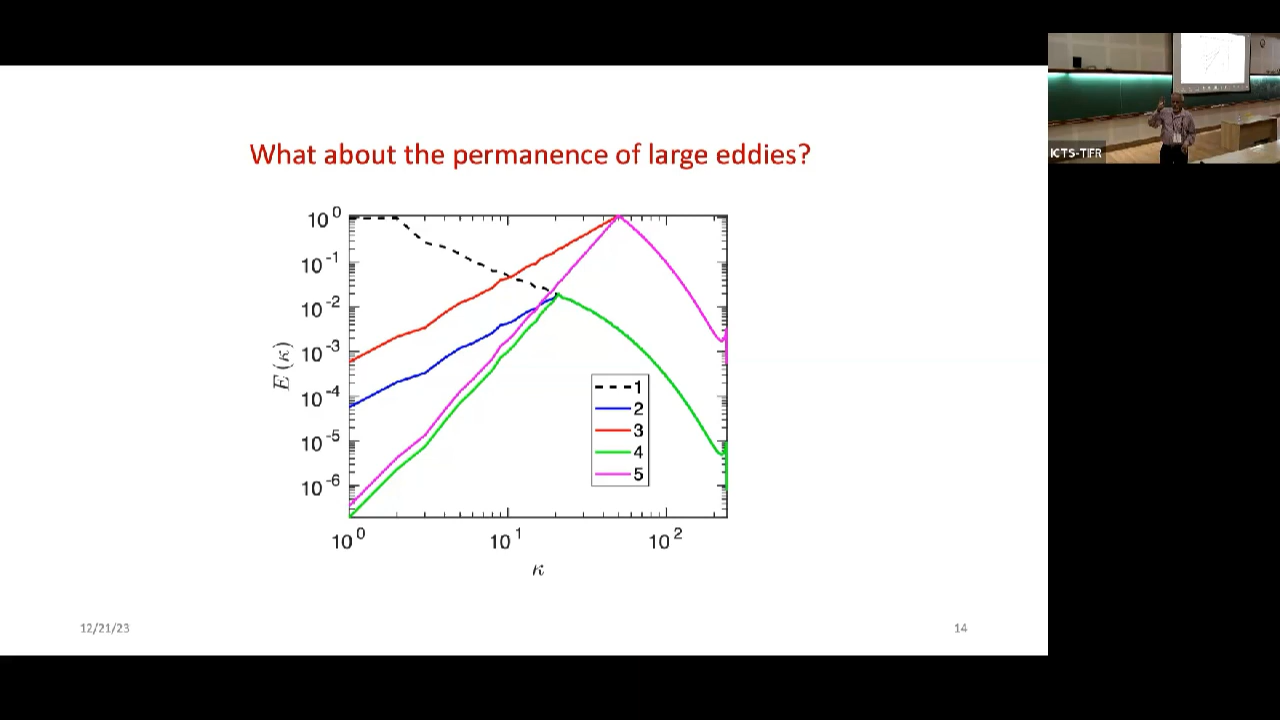 What about the permanence of large eddies?
10^0
10^-1
10^-2
10^-3
10^-4
10^-5
10^-6
E (κ)
1
2
3
4
5
10^0 10^1 10^2
κ
12/21/23
14
ICTS-TIFR